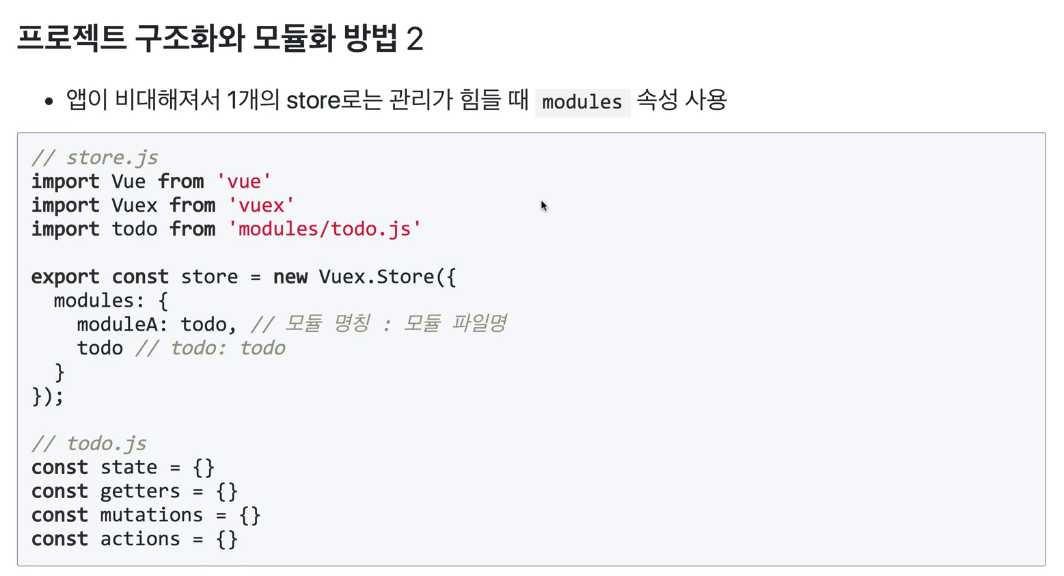 프로젝트 구조화와 모듈화 방법 2
• 앱이 비대해져서 1개의 store로는 관리가 힘들 때 modules 속성 사용
// store.js
import Vue from 'vue'
import Vuex from 'vuex'
import todo from 'modules/todo.js'

export const store = new Vuex.Store({
  modules: {
    moduleA: todo, // 모듈 명칭 : 모듈 파일명
    todo // todo: todo
  }
});

// todo.js
const state = {}
const getters = {}
const mutations = {}
const actions = {}